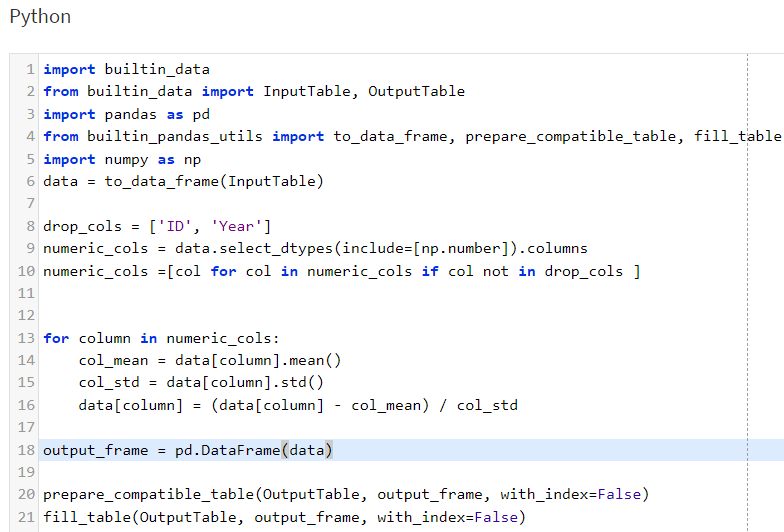 Python
1 import builtin_data
2 from builtin_data import InputTable, OutputTable
3 import pandas as pd
4 from builtin_pandas_utils import to_data_frame, prepare_compatible_table, fill_table
5 import numpy as np
6 data = to_data_frame(InputTable)
7
8 drop_cols = ['ID', 'Year']
9 numeric_cols = data.select_dtypes(include=[np.number]).columns
10 numeric_cols =[col for col in numeric_cols if col not in drop_cols ]
11
12
13 for column in numeric_cols:
14     col_mean = data[column].mean()
15     col_std = data[column].std()
16     data[column] = (data[column] - col_mean) / col_std
17
18 output_frame = pd.DataFrame(data)
19
20 prepare_compatible_table(OutputTable, output_frame, with_index=False)
21 fill_table(OutputTable, output_frame, with_index=False)